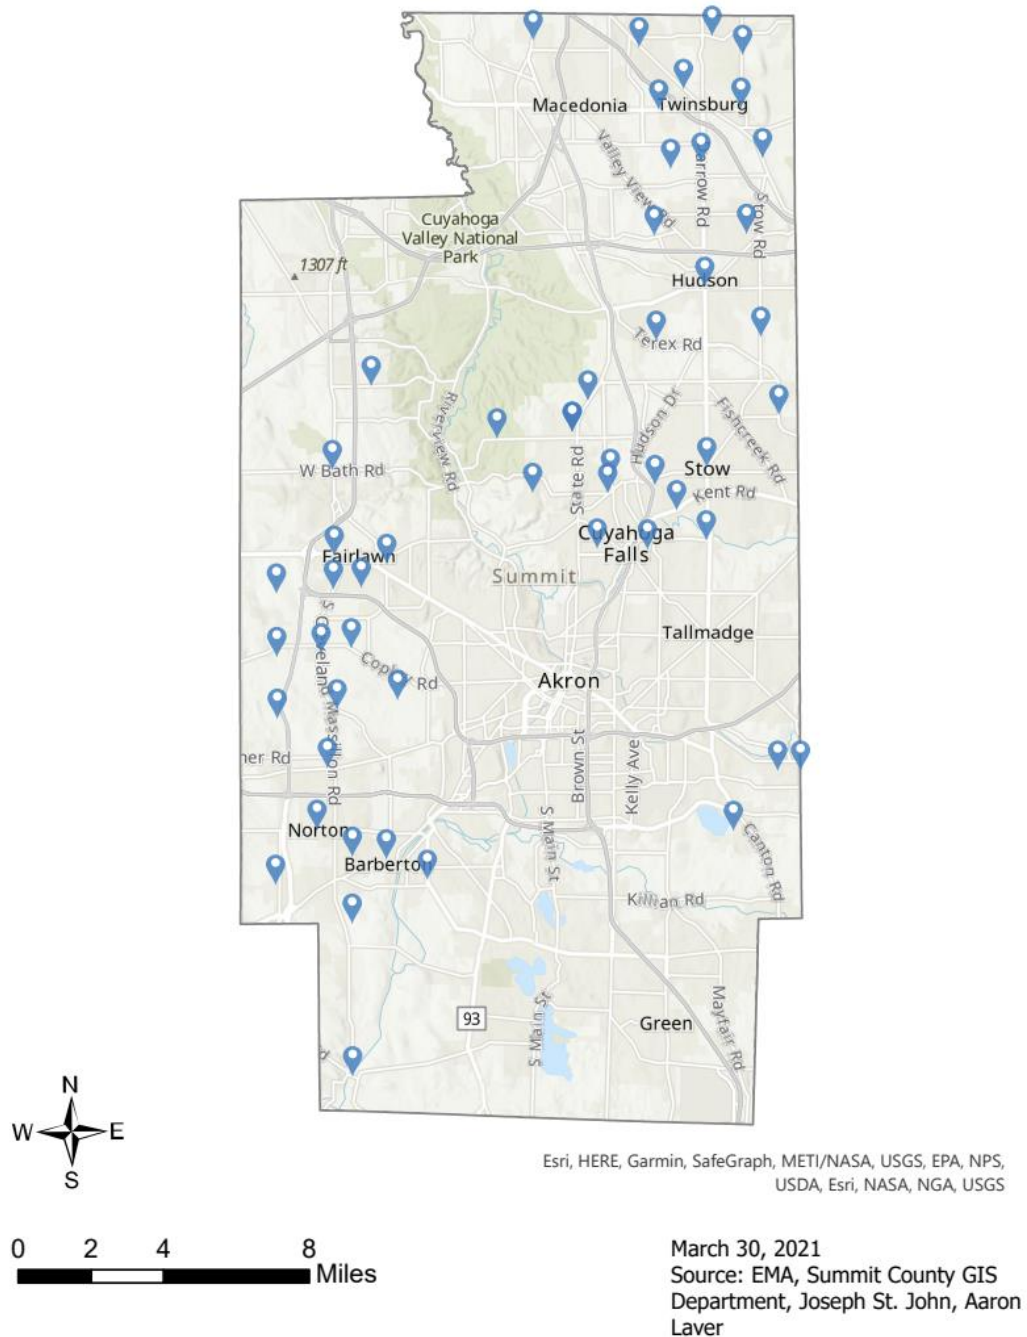 Macedonia
Twinsburg
Valley View Rd
Stow Rd
Cuyahoga
Valley National
Park
1307 ft
Hudson
Terex Rd
Hudson Dr
Fishcreek Rd
Riverview Rd
State Rd
W Bath Rd
Stow
Kent Rd
Cuyahoga
Falls
Fairlawn
Summit
Tallmadge
Rd
Akron
S
Massillon Rd
Brown St
Kelly Ave
her Rd
S Main St
Norton
Barberton
Canton Rd
Killian Rd
93
S Main St
Green
Mayfair Rd
N
W E
S
Esri, HERE, Garmin, SafeGraph, METI/NASA, USGS, EPA, NPS,
USDA, Esri, NASA, NGA, USGS
0 2 4 8
Miles
March 30, 2021
Source: EMA, Summit County GIS
Department, Joseph St. John, Aaron
Laver